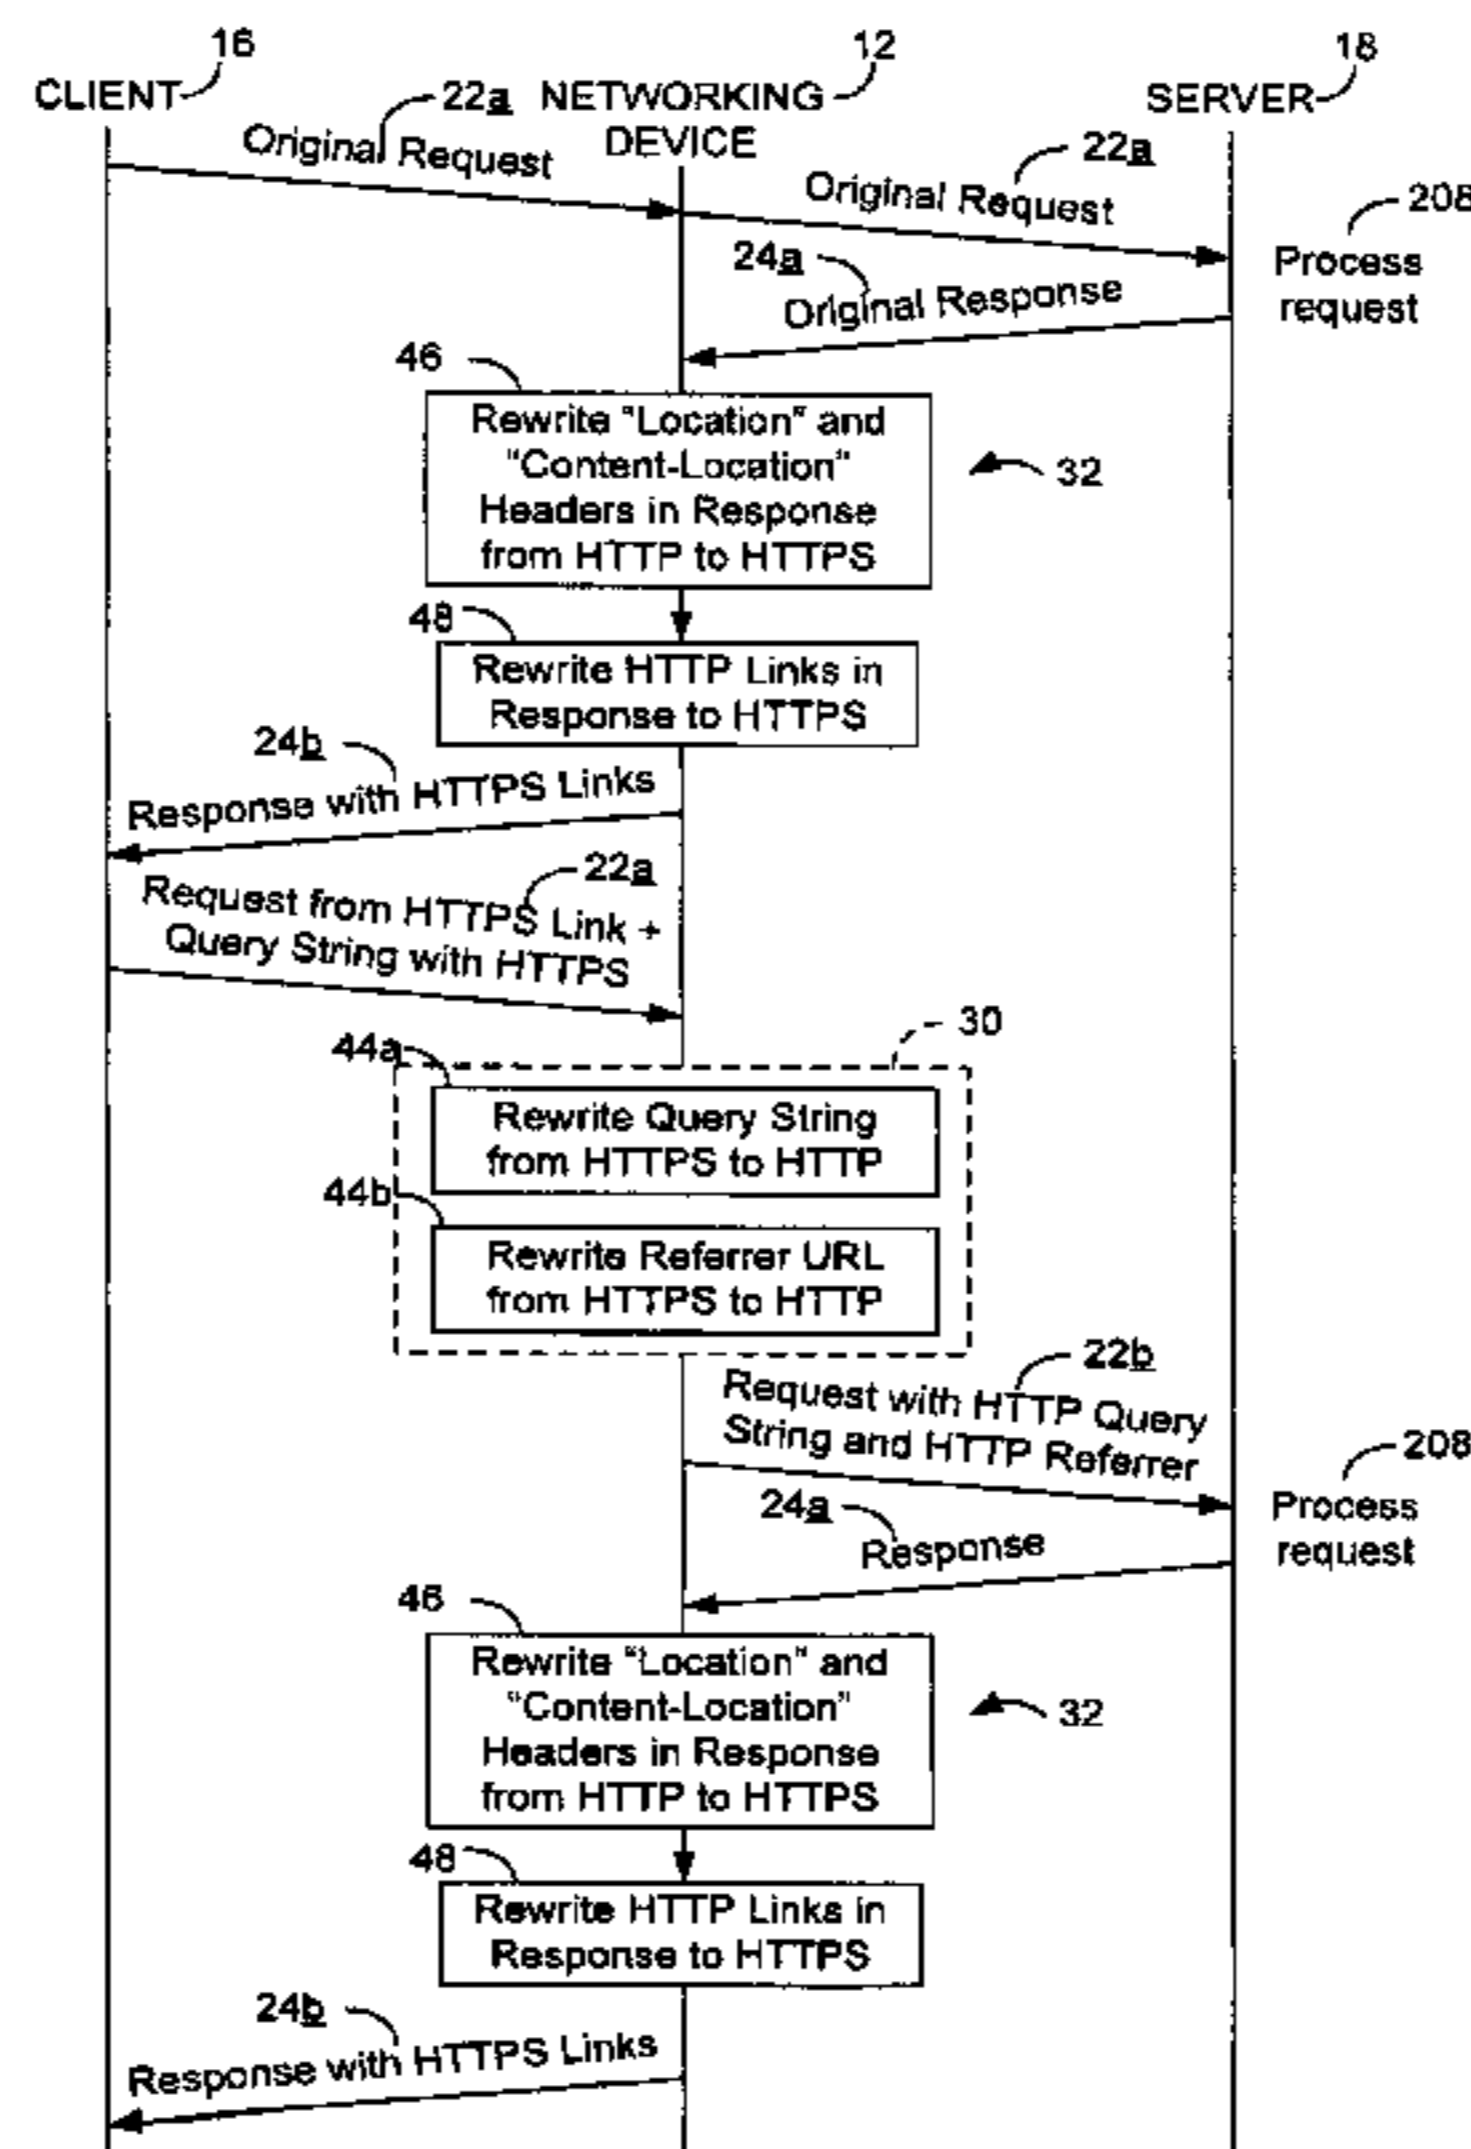 16
12
18
CLIENT
22a
NETWORKING
DEVICE
SERVER
Original Request
22a
Original Request
208
Process
request
24a
Original Response
46
Rewrite "Location" and
"Content-Location"
Headers in Response
from HTTP to HTTPS
32
48
Rewrite HTTP Links in
Response to HTTPS
24b
Response with HTTPS Links
22a
Request from HTTPS Link +
Query String with HTTPS
30
44a
Rewrite Query String
from HTTPS to HTTP
44b
Rewrite Referrer URL
from HTTPS to HTTP
22b
Request with HTTP Query
String and HTTP Referrer
208
Process
request
24a
Response
46
Rewrite "Location" and
"Content-Location"
Headers in Response
from HTTP to HTTPS
32
48
Rewrite HTTP Links in
Response to HTTPS
24b
Response with HTTPS Links